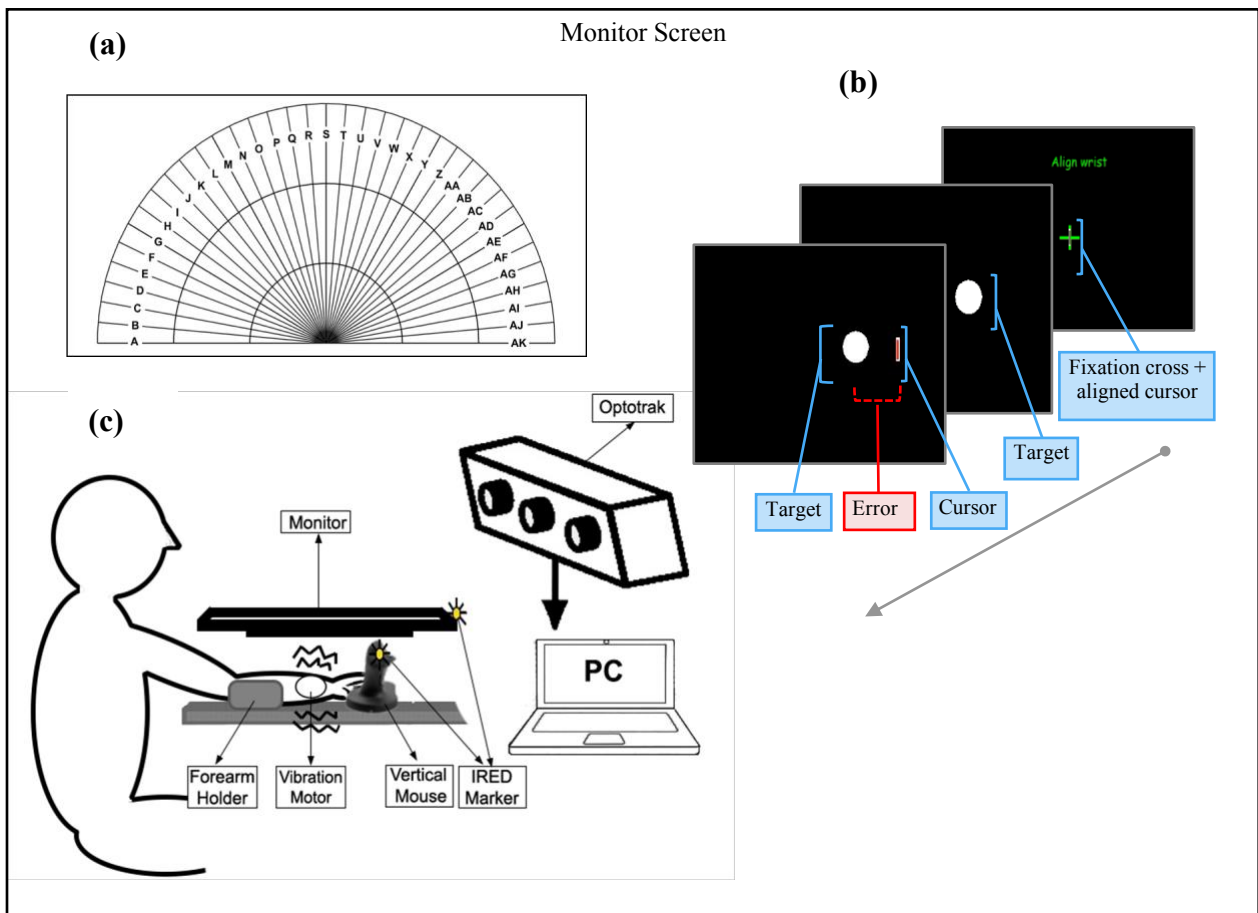 Monitor Screen
(a)
A
B
C
D
E
F
G
H
I
J
K
L
M
N
O
P
Q
R
S
T
U
V
W
X
Y
Z
AA
AB
AC
AD
AE
AF
AG
AH
AI
AJ
AK
(b)
Align wrist
Fixation cross +
aligned cursor
Target
Target
Error
Cursor
(c)
Optotrak
Monitor
PC
Forearm
Holder
Vibration
Motor
Vertical
Mouse
IRED
Marker